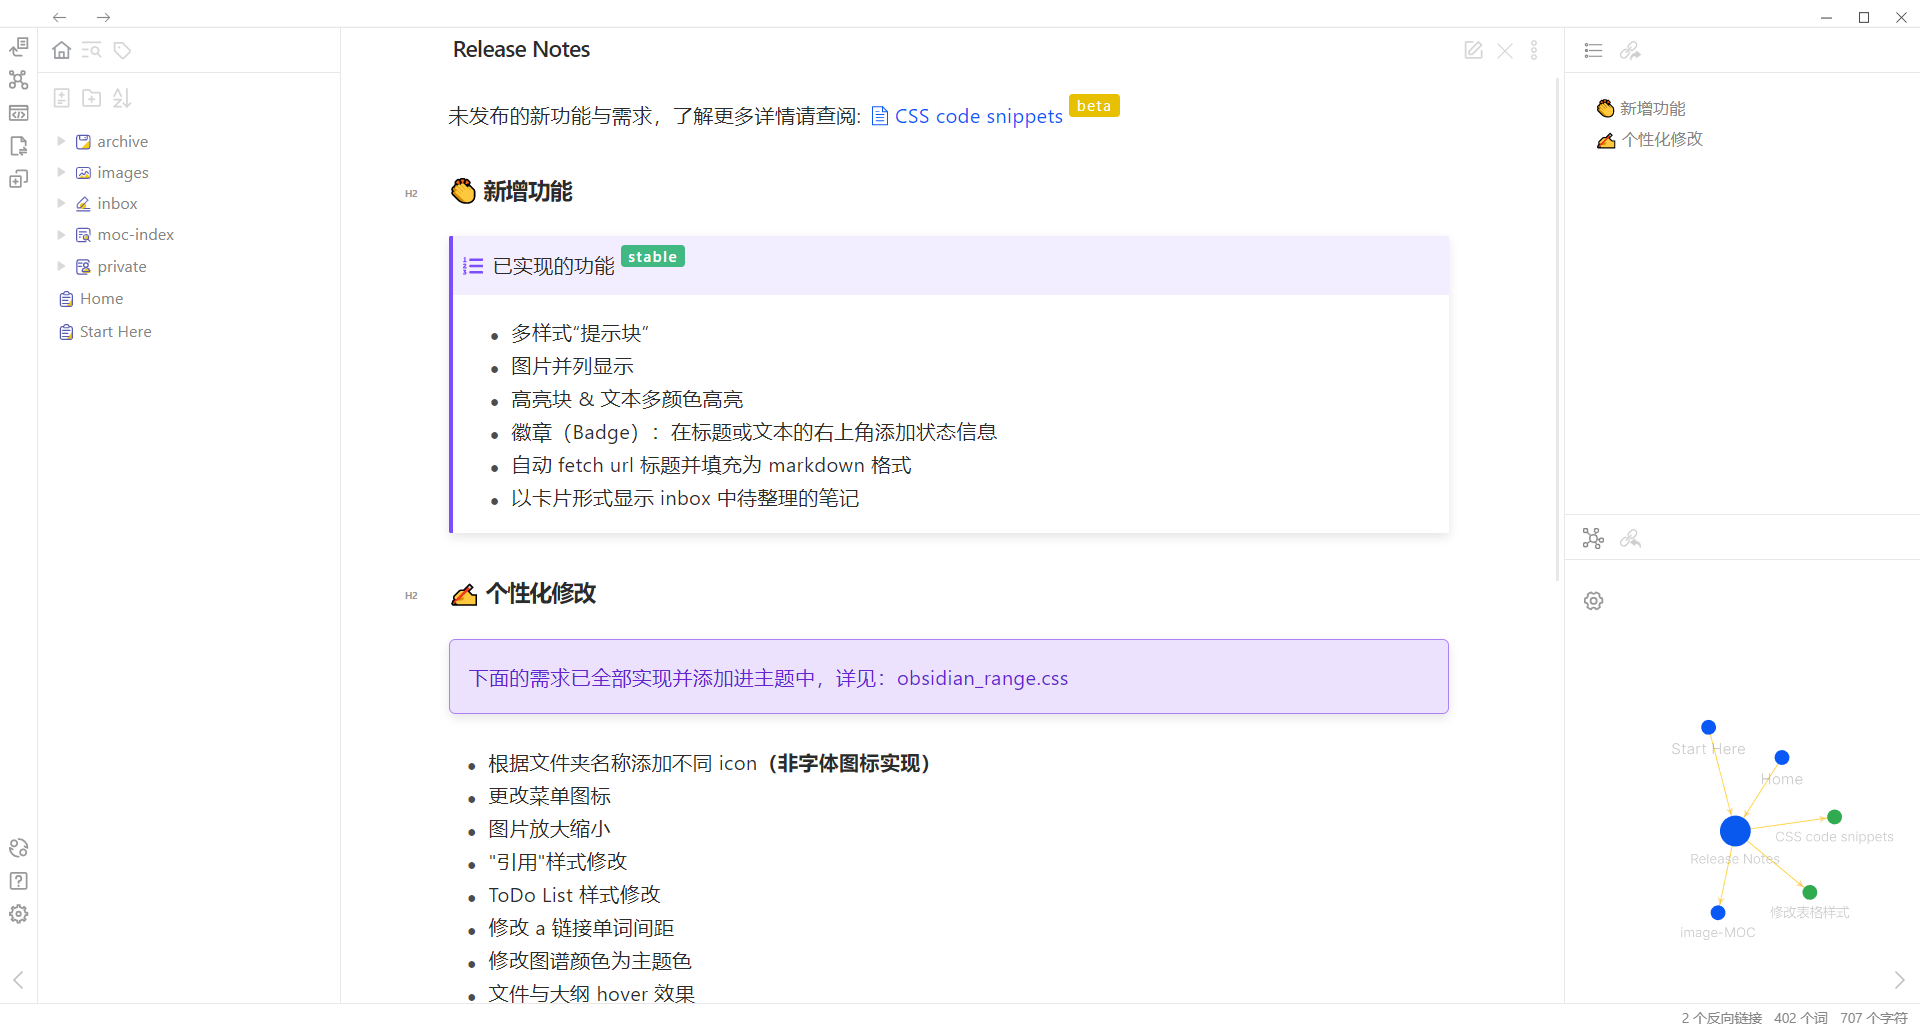 archive
images
inbox
moc-index
private
Home
Start Here
Release Notes
未发布的新功能与需求，了解更多详情请查阅: CSS code snippets beta
H2 👏 新增功能
已实现的功能 stable
多样式“提示块”
图片并列显示
高亮块 & 文本多颜色高亮
徽章（Badge）：在标题或文本的右上角添加状态信息
自动 fetch url 标题并填充为 markdown 格式
以卡片形式显示 inbox 中待整理的笔记
H2 ✍ 个性化修改
下面的需求已全部实现并添加进主题中，详见：obsidian_range.css
根据文件夹名称添加不同 icon（非字体图标实现）
更改菜单图标
图片放大缩小
"引用"样式修改
ToDo List 样式修改
修改 a 链接单词间距
修改图谱颜色为主题色
文件与大纲 hover 效果
👏 新增功能
✍ 个性化修改
Start Here
Home
CSS code snippets
Release Notes
修改表格样式
image-MOC
2 个反向链接 402 个词 707 个字符